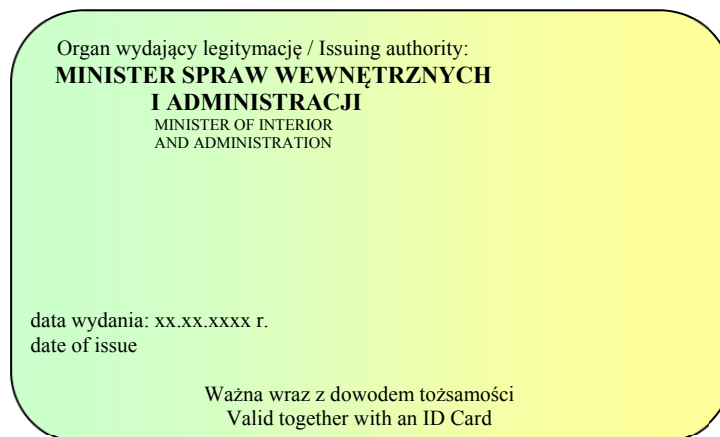 Organ wydający legitymację / Issuing authority:
MINISTER SPRAW WEWNĘTRZNYCH
I ADMINISTRACJI
MINISTER OF INTERIOR
AND ADMINISTRATION
data wydania: xx.xx.xxxx r.
date of issue
Ważna wraz z dowodem tożsamości
Valid together with an ID Card